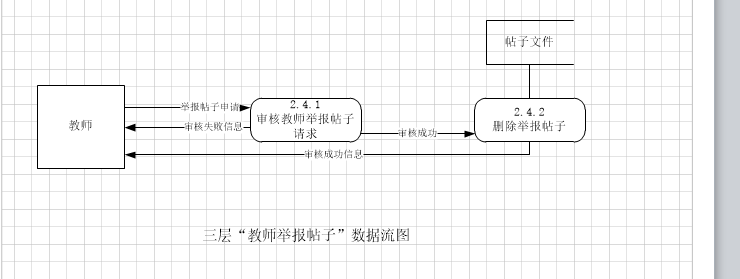 帖子文件
教师
举报帖子申请
审核失败信息
2.4.1
审核教师举报帖子
请求
审核成功
2.4.2
删除举报帖子
审核成功信息
三层“教师举报帖子”数据流图